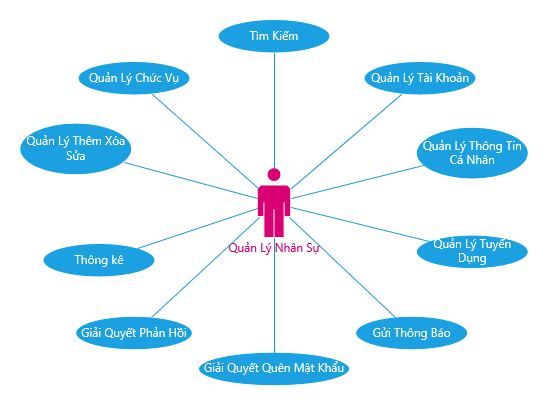 Tìm Kiếm
Quản Lý Chức Vụ
Quản Lý Tài Khoản
Quản Lý Thêm Xóa
Sửa
Quản Lý Thông Tin
Cá Nhân
Quản Lý Nhân Sự
Thông kê
Quản Lý Tuyển
Dụng
Giải Quyết Phản Hồi
Gửi Thông Báo
Giải Quyết Quên Mật Khẩu